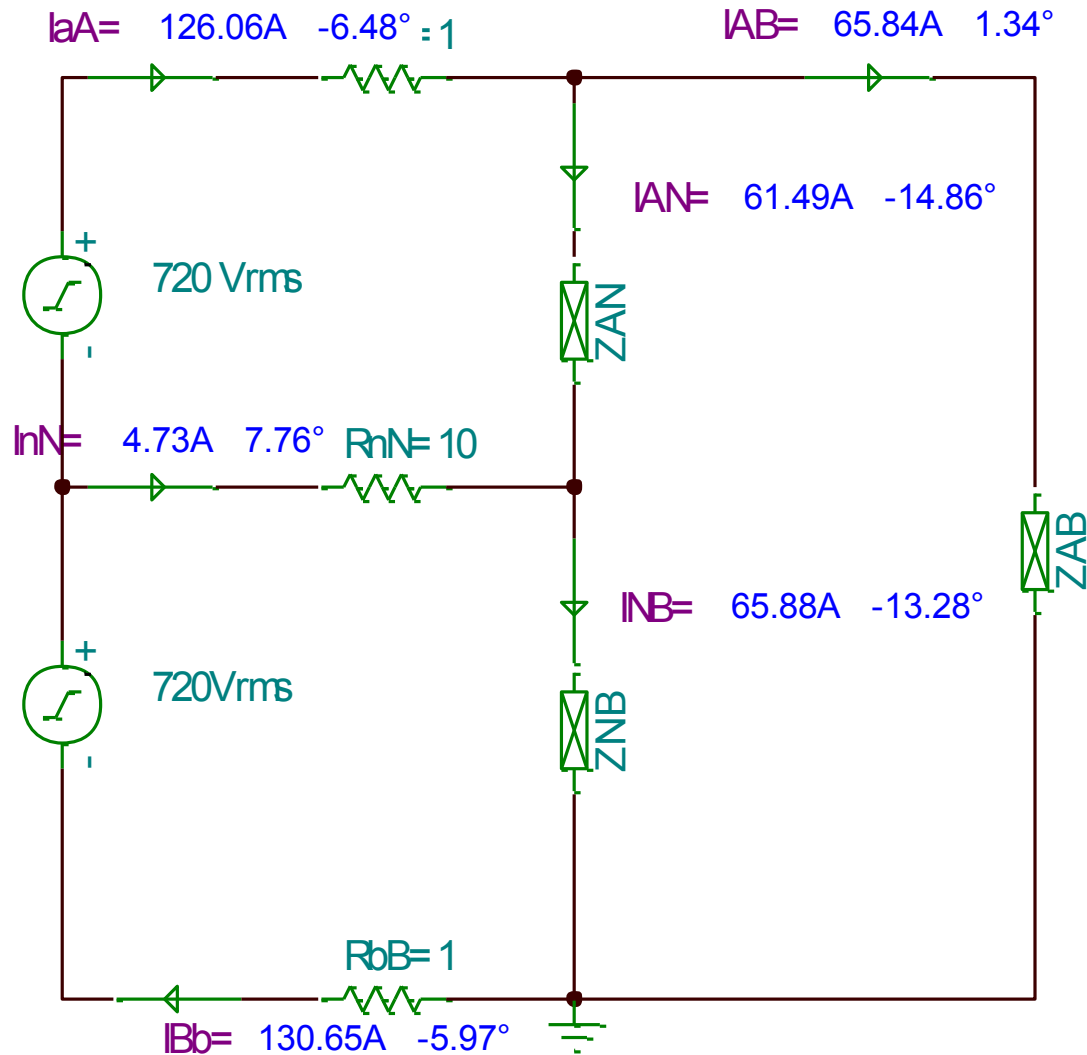 IaA= 126.06A -6.48° = 1
IAB= 65.84A 1.34°
IAN= 61.49A -14.86°
+
720 Vrms
ZAN
-
InN= 4.73A 7.76° RnN= 10
ZAB
INB= 65.88A -13.28°
+
720Vrms
ZNB
-
RbB= 1
IBb= 130.65A -5.97°